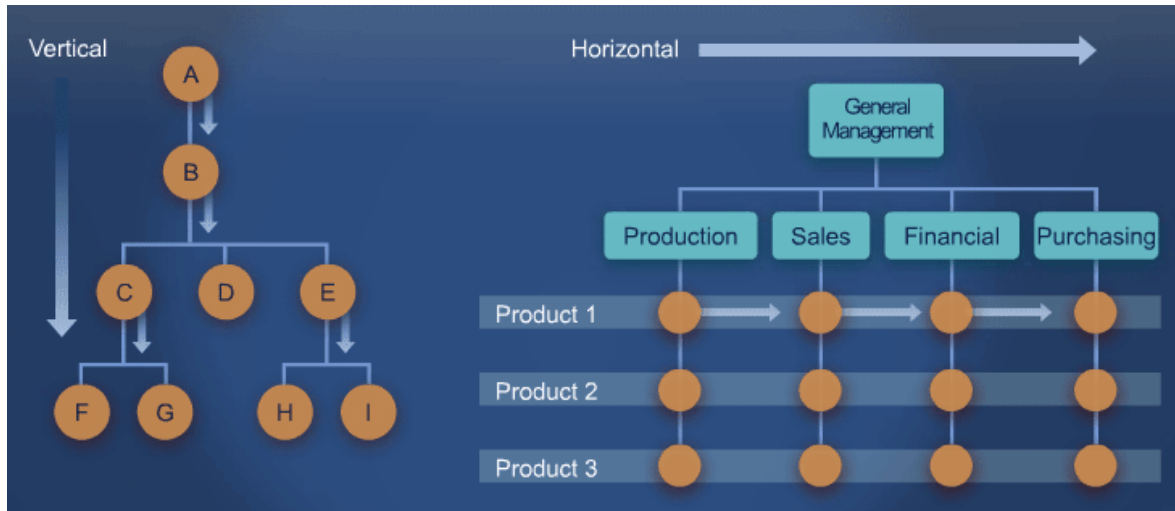 Vertical
A
B
C D E
F G H I
Horizontal
General
Management
Production Sales Financial Purchasing
Product 1
Product 2
Product 3